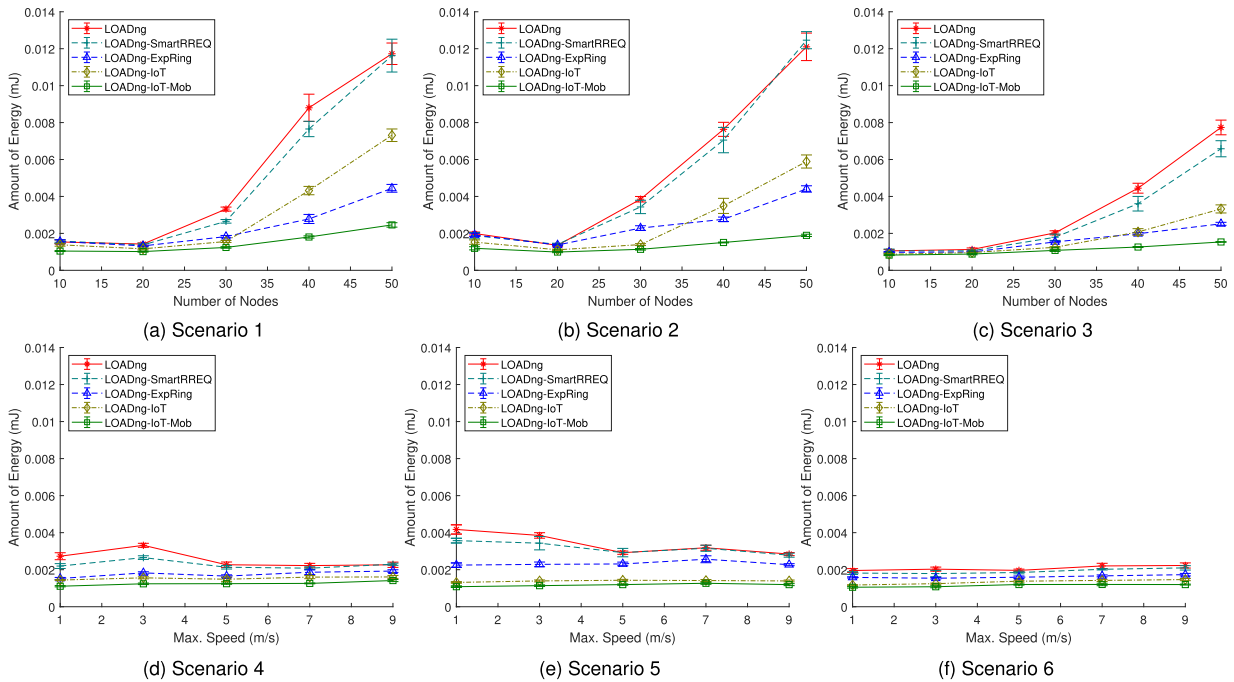 0.014
0.012
0.01
0.008
0.006
0.004
0.002
0
Amount of Energy (mJ)
LOADng
LOADng-SmartRREQ
LOADng-ExpRing
LOADng-IoT
LOADng-IoT-Mob
10 15 20 25 30 35 40 45 50
Number of Nodes
(a) Scenario 1
0.014
0.012
0.01
0.008
0.006
0.004
0.002
0
Amount of Energy (mJ)
LOADng
LOADng-SmartRREQ
LOADng-ExpRing
LOADng-IoT
LOADng-IoT-Mob
10 15 20 25 30 35 40 45 50
Number of Nodes
(b) Scenario 2
0.014
0.012
0.01
0.008
0.006
0.004
0.002
0
Amount of Energy (mJ)
LOADng
LOADng-SmartRREQ
LOADng-ExpRing
LOADng-IoT
LOADng-IoT-Mob
10 15 20 25 30 35 40 45 50
Number of Nodes
(c) Scenario 3
0.014
0.012
0.01
0.008
0.006
0.004
0.002
0
Amount of Energy (mJ)
LOADng
LOADng-SmartRREQ
LOADng-ExpRing
LOADng-IoT
LOADng-IoT-Mob
1 2 3 4 5 6 7 8 9
Max. Speed (m/s)
(d) Scenario 4
0.014
0.012
0.01
0.008
0.006
0.004
0.002
0
Amount of Energy (mJ)
LOADng
LOADng-SmartRREQ
LOADng-ExpRing
LOADng-IoT
LOADng-IoT-Mob
1 2 3 4 5 6 7 8 9
Max. Speed (m/s)
(e) Scenario 5
0.014
0.012
0.01
0.008
0.006
0.004
0.002
0
Amount of Energy (mJ)
LOADng
LOADng-SmartRREQ
LOADng-ExpRing
LOADng-IoT
LOADng-IoT-Mob
1 2 3 4 5 6 7 8 9
Max. Speed (m/s)
(f) Scenario 6